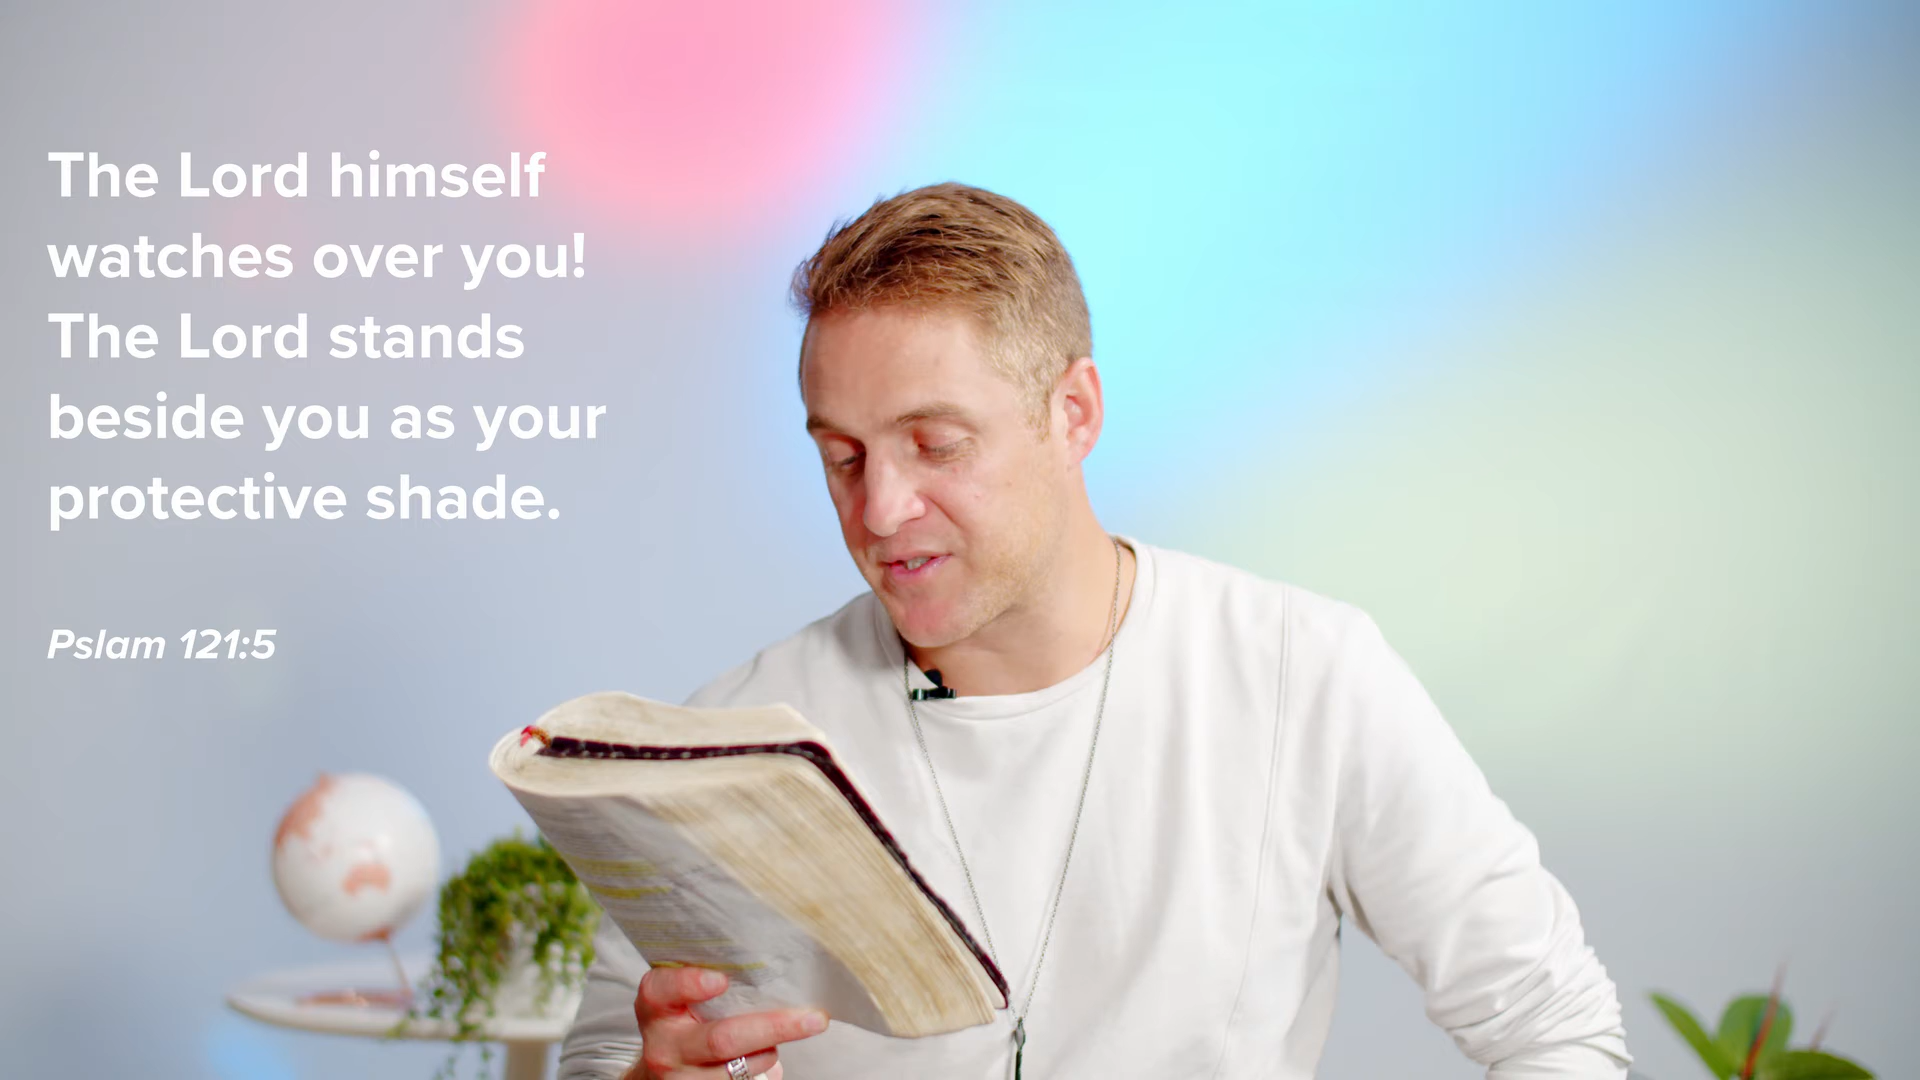 The Lord himself
watches over you!
The Lord stands
beside you as your
protective shade.
Pslam 121:5